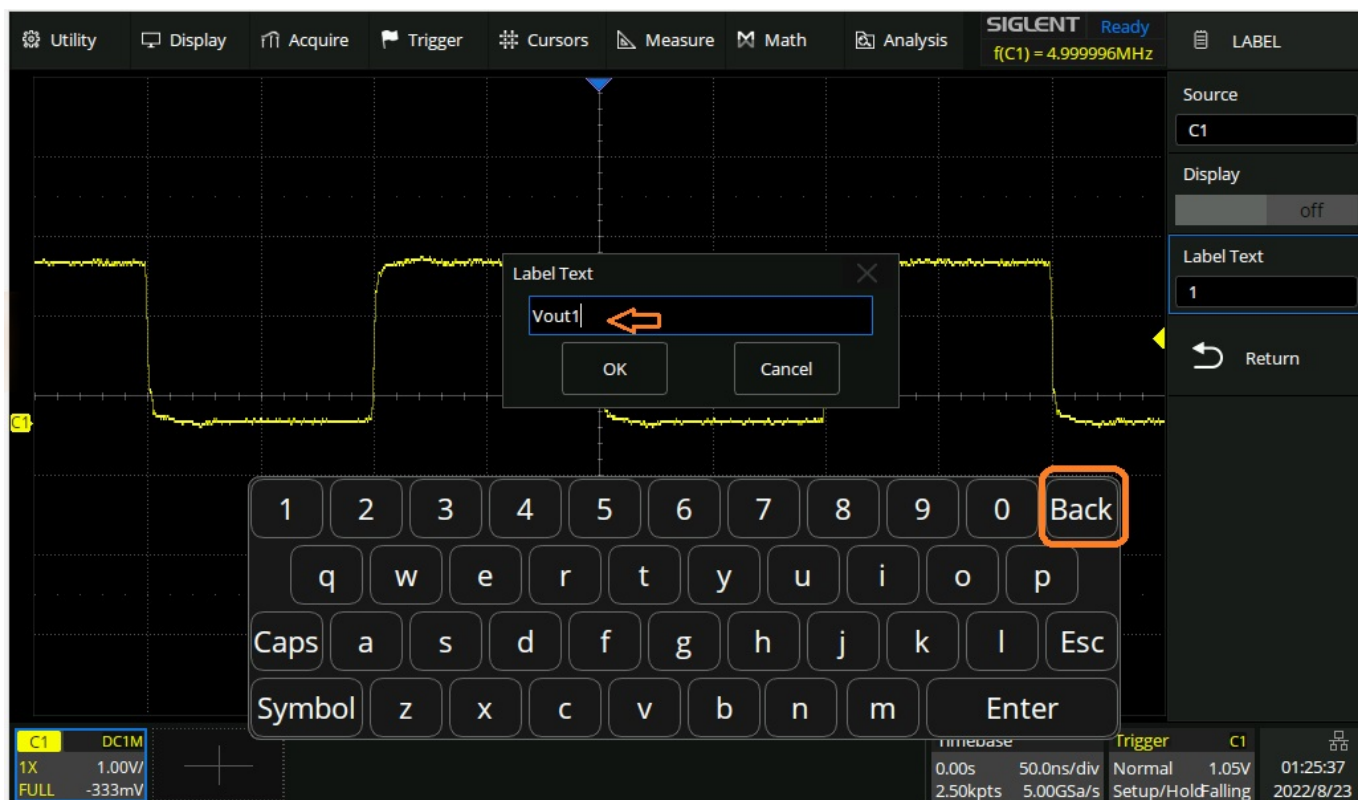 Utility Display Acquire Trigger Cursors Measure Math Analysis
SIGLENT Ready
f(C1) = 4.999996MHz
LABEL
Source
C1
Display
off
Label Text
1
Return
Label Text
Vout1
OK Cancel
C1
1 2 3 4 5 6 7 8 9 0 Back
q w e r t y u i o p
Caps a s d f g h j k l Esc
Symbol z x c v b n m Enter
C1 DC1M
1X 1.00V/
FULL -333mV
Timebase
0.00s 50.0ns/div
2.50kpts 5.00GSa/s
Trigger C1
Normal 1.05V
Setup/Hold Falling
01:25:37
2022/8/23